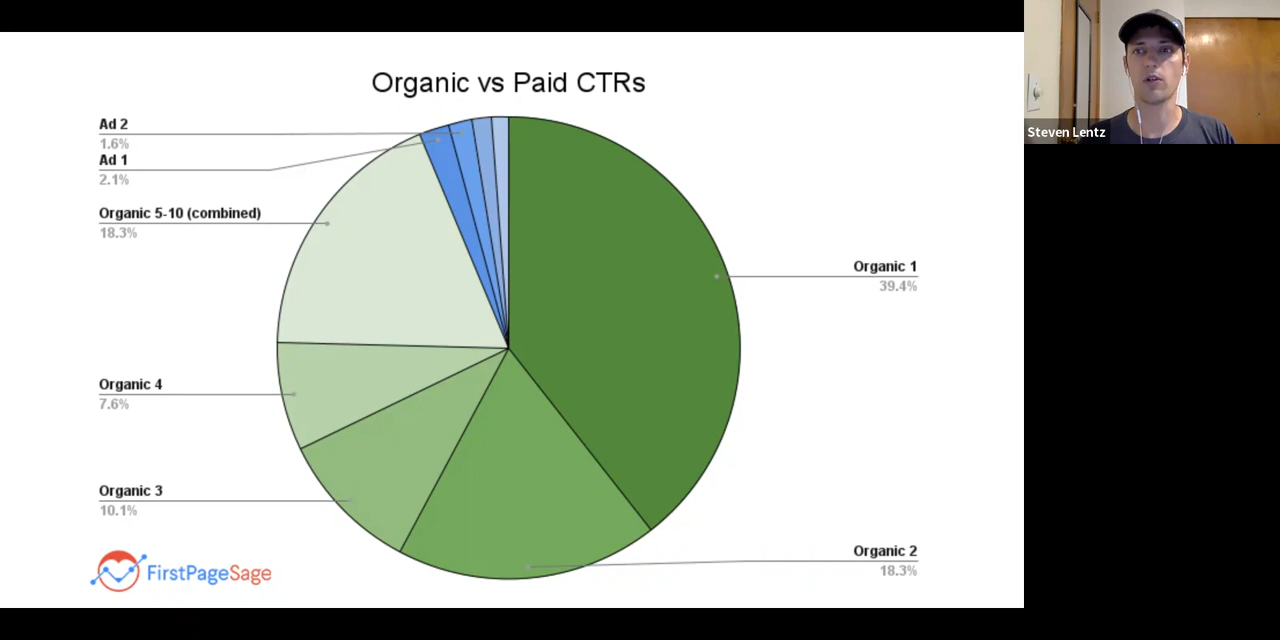 Organic vs Paid CTRs
Ad 2
1.6%
Ad 1
2.1%
Organic 5-10 (combined)
18.3%
Organic 1
39.4%
Organic 4
7.6%
Organic 3
10.1%
Organic 2
18.3%
FirstPageSage
Steven Lentz